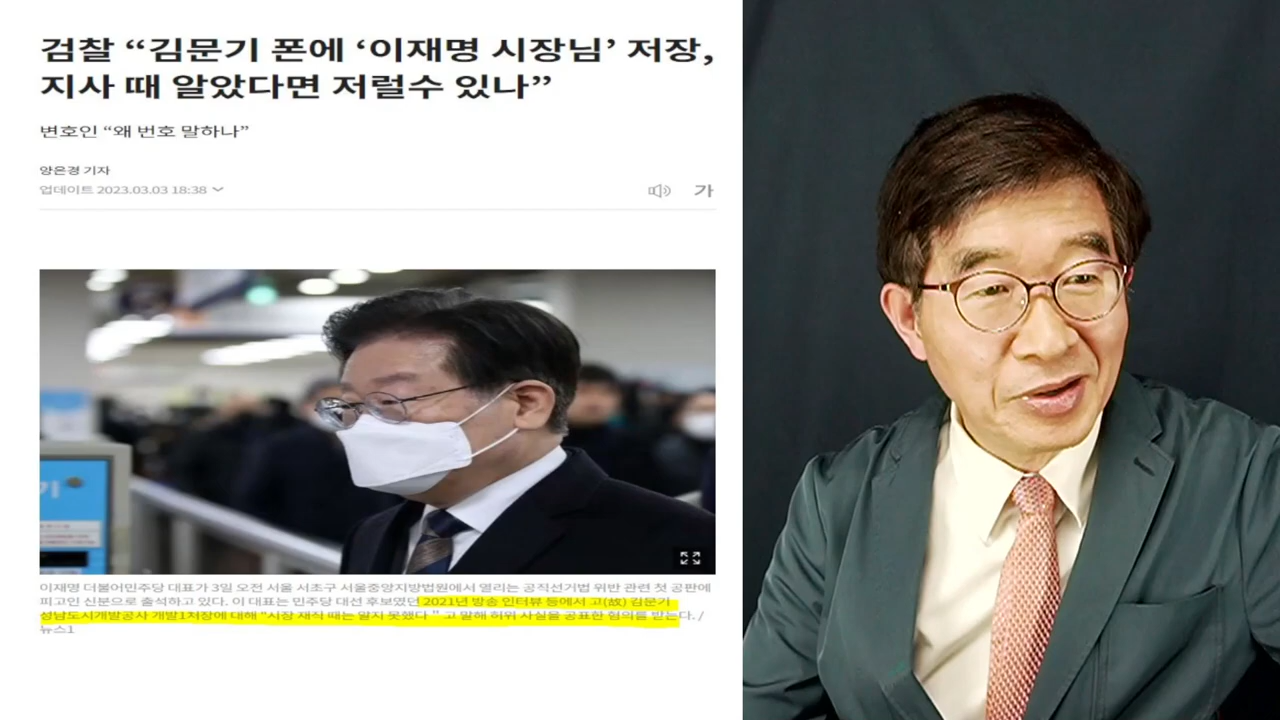 검찰 “김문기 폰에 ‘이재명 시장님’ 저장,
지사 때 알았다면 저럴수 있나”
변호인 “왜 번호 말하나”
양은경 기자
업데이트 2023.03.03 18:38
가
기
이재명 더불어민주당 대표가 3일 오전 서울 서초구 서울중앙지방법원에서 열리는 공직선거법 위반 관련 첫 공판에
피고인 신분으로 출석하고 있다. 이 대표는 민주당 대선 후보였던 2021년 방송 인터뷰 등에서 고(故) 김문기
성남도시개발공사 개발1처장에 대해 “시장 재직 때는 알지 못했다 ” 고 말해 허위 사실을 공표한 혐의를 받는다. /
뉴스1